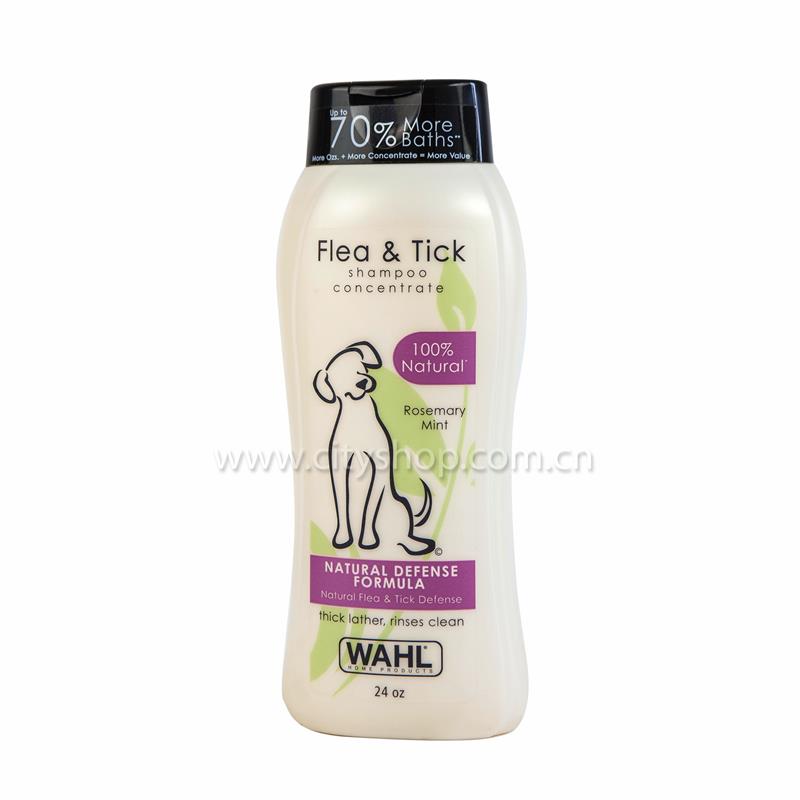 Up to
70% More
Baths**
More Ozs. + More Concentrate = More Value
Flea & Tick
shampoo
concentrate
100%
Natural*
Rosemary
Mint
www.cityshop.com.cn
©
NATURAL DEFENSE
FORMULA
Natural Flea & Tick Defense
thick lather, rinses clean
WAHL®
HOME PRODUCTS
24 oz